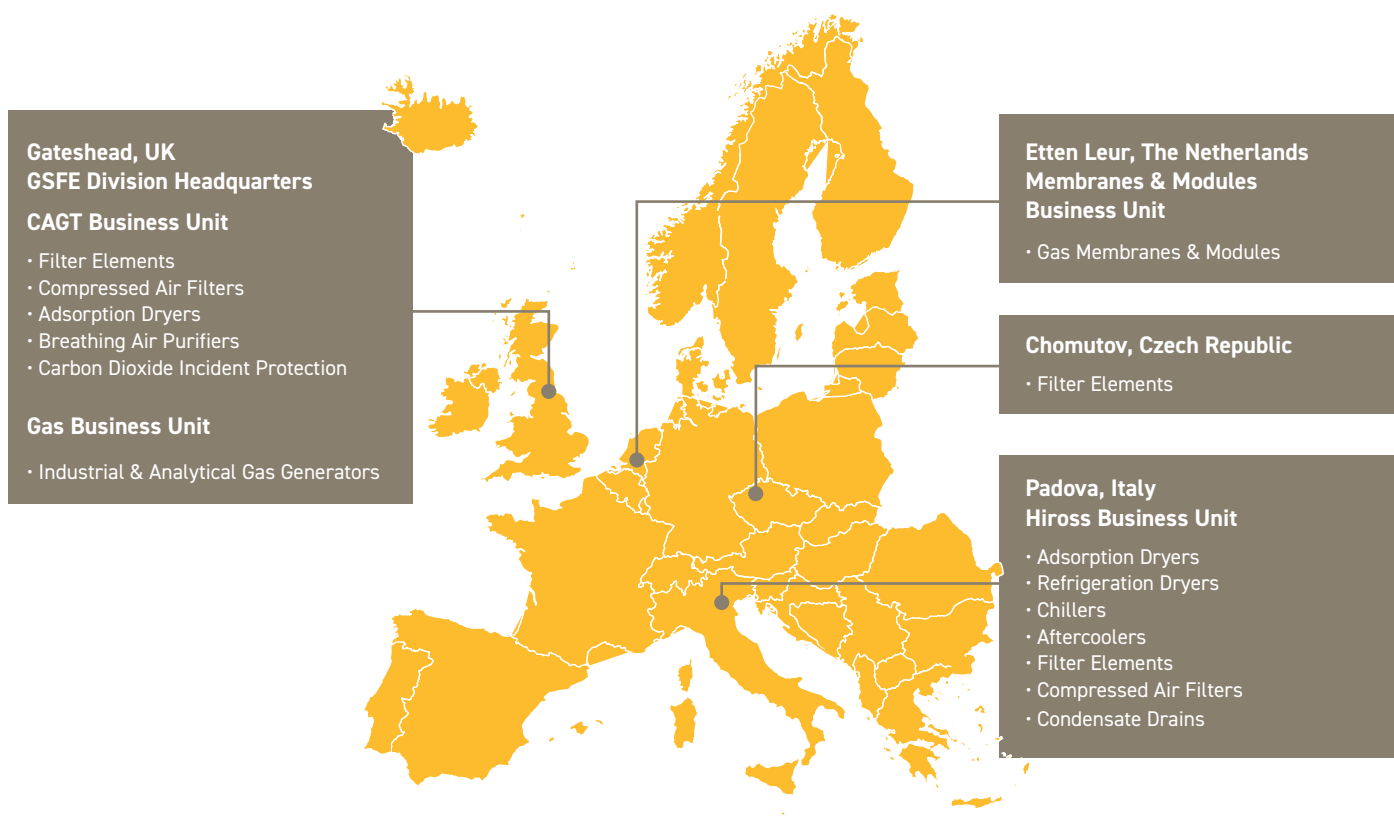 Gateshead, UK
GSFE Division Headquarters
CAGT Business Unit
· Filter Elements
· Compressed Air Filters
· Adsorption Dryers
· Breathing Air Purifiers
· Carbon Dioxide Incident Protection
Gas Business Unit
· Industrial & Analytical Gas Generators
Etten Leur, The Netherlands
Membranes & Modules
Business Unit
· Gas Membranes & Modules
Chomutov, Czech Republic
· Filter Elements
Padova, Italy
Hiross Business Unit
· Adsorption Dryers
· Refrigeration Dryers
· Chillers
· Aftercoolers
· Filter Elements
· Compressed Air Filters
· Condensate Drains